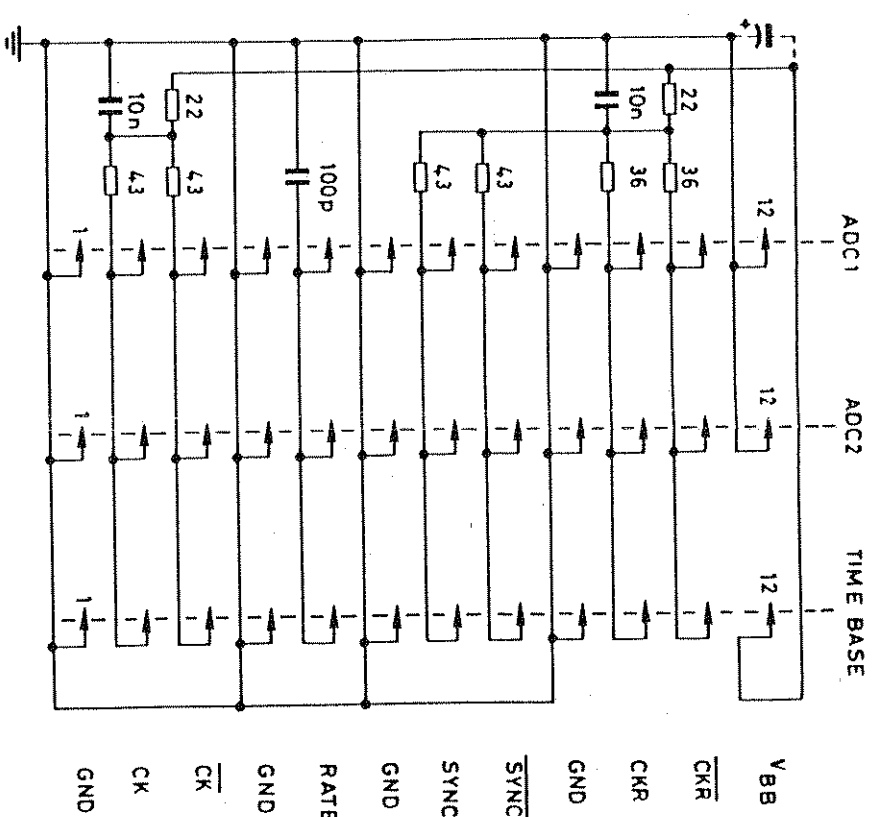 ADC1
ADC2
TIME BASE
12
12
12
1
1
1
22
10n
43
43
100p
43
43
22
10n
36
36
+
V BB
CKR
CKR
GND
SYNC
SYNC
GND
RATE
GND
CK
CK
GND